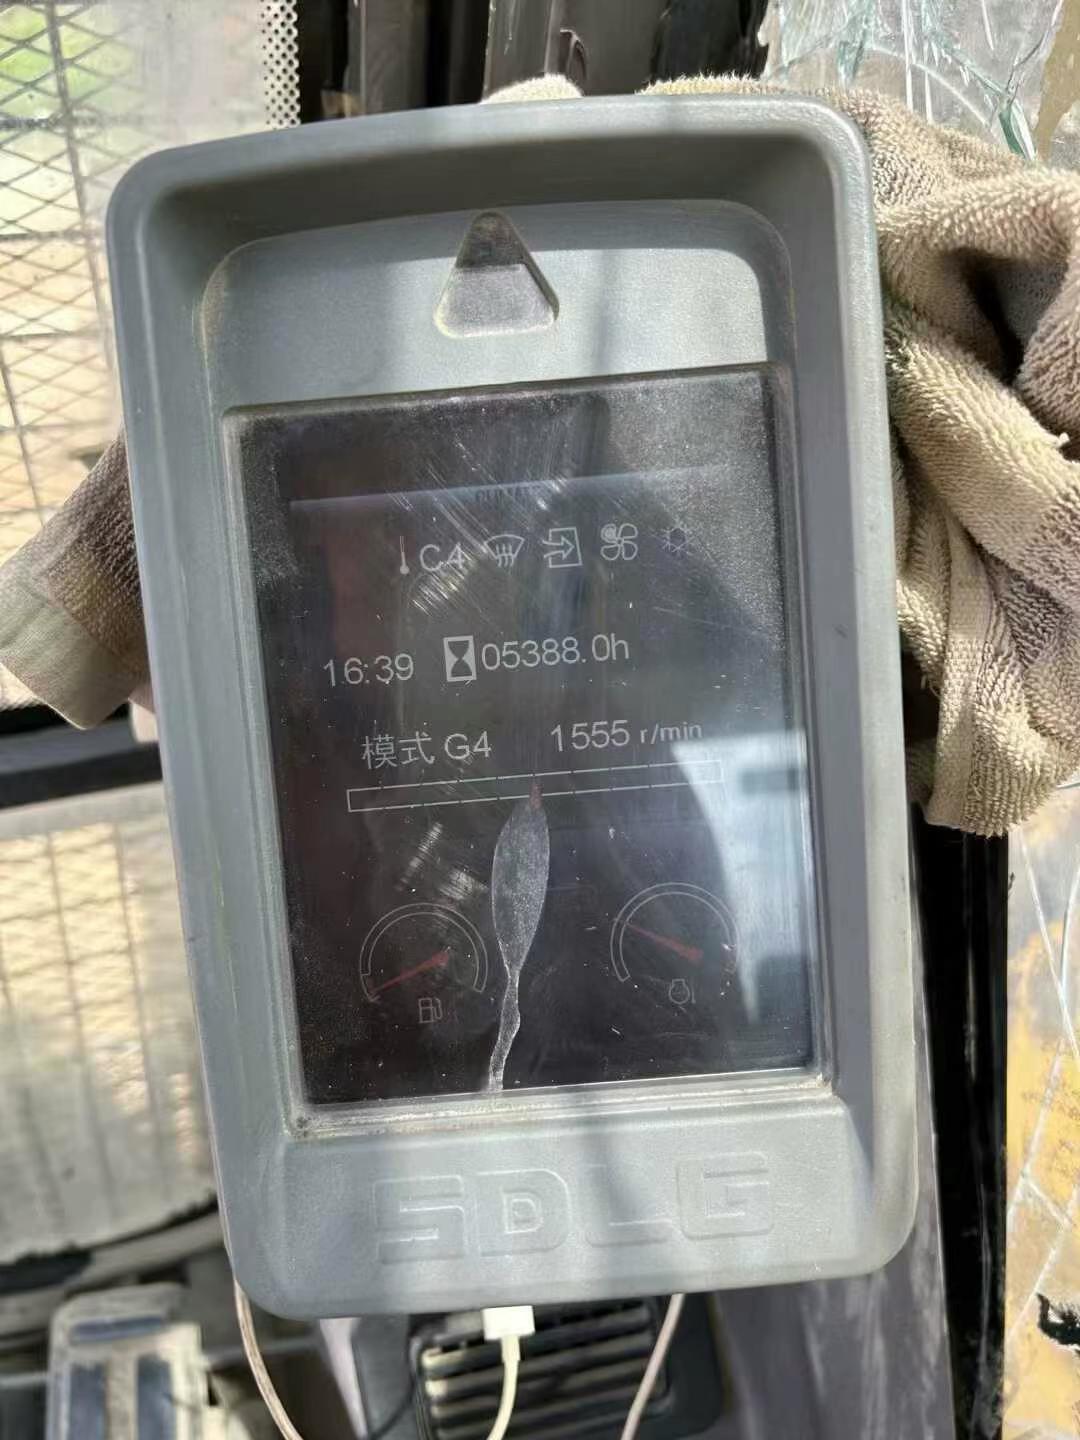 C4
16:39 05388.0h
模式 G4 1555 r/min
SDLG